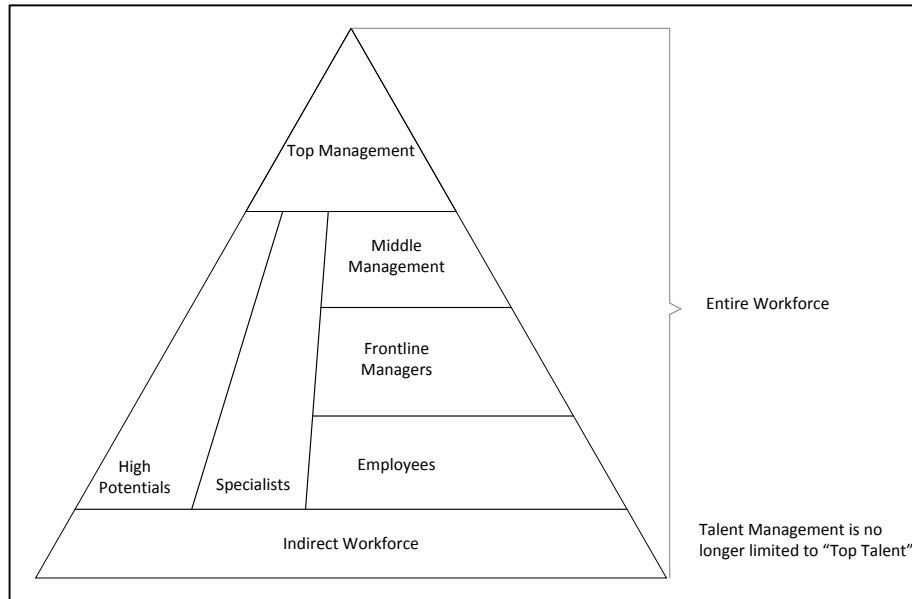 Top Management
Middle
Management
Entire Workforce
Frontline
Managers
Employees
High
Potentials
Specialists
Indirect Workforce
Talent Management is no
longer limited to “Top Talent”